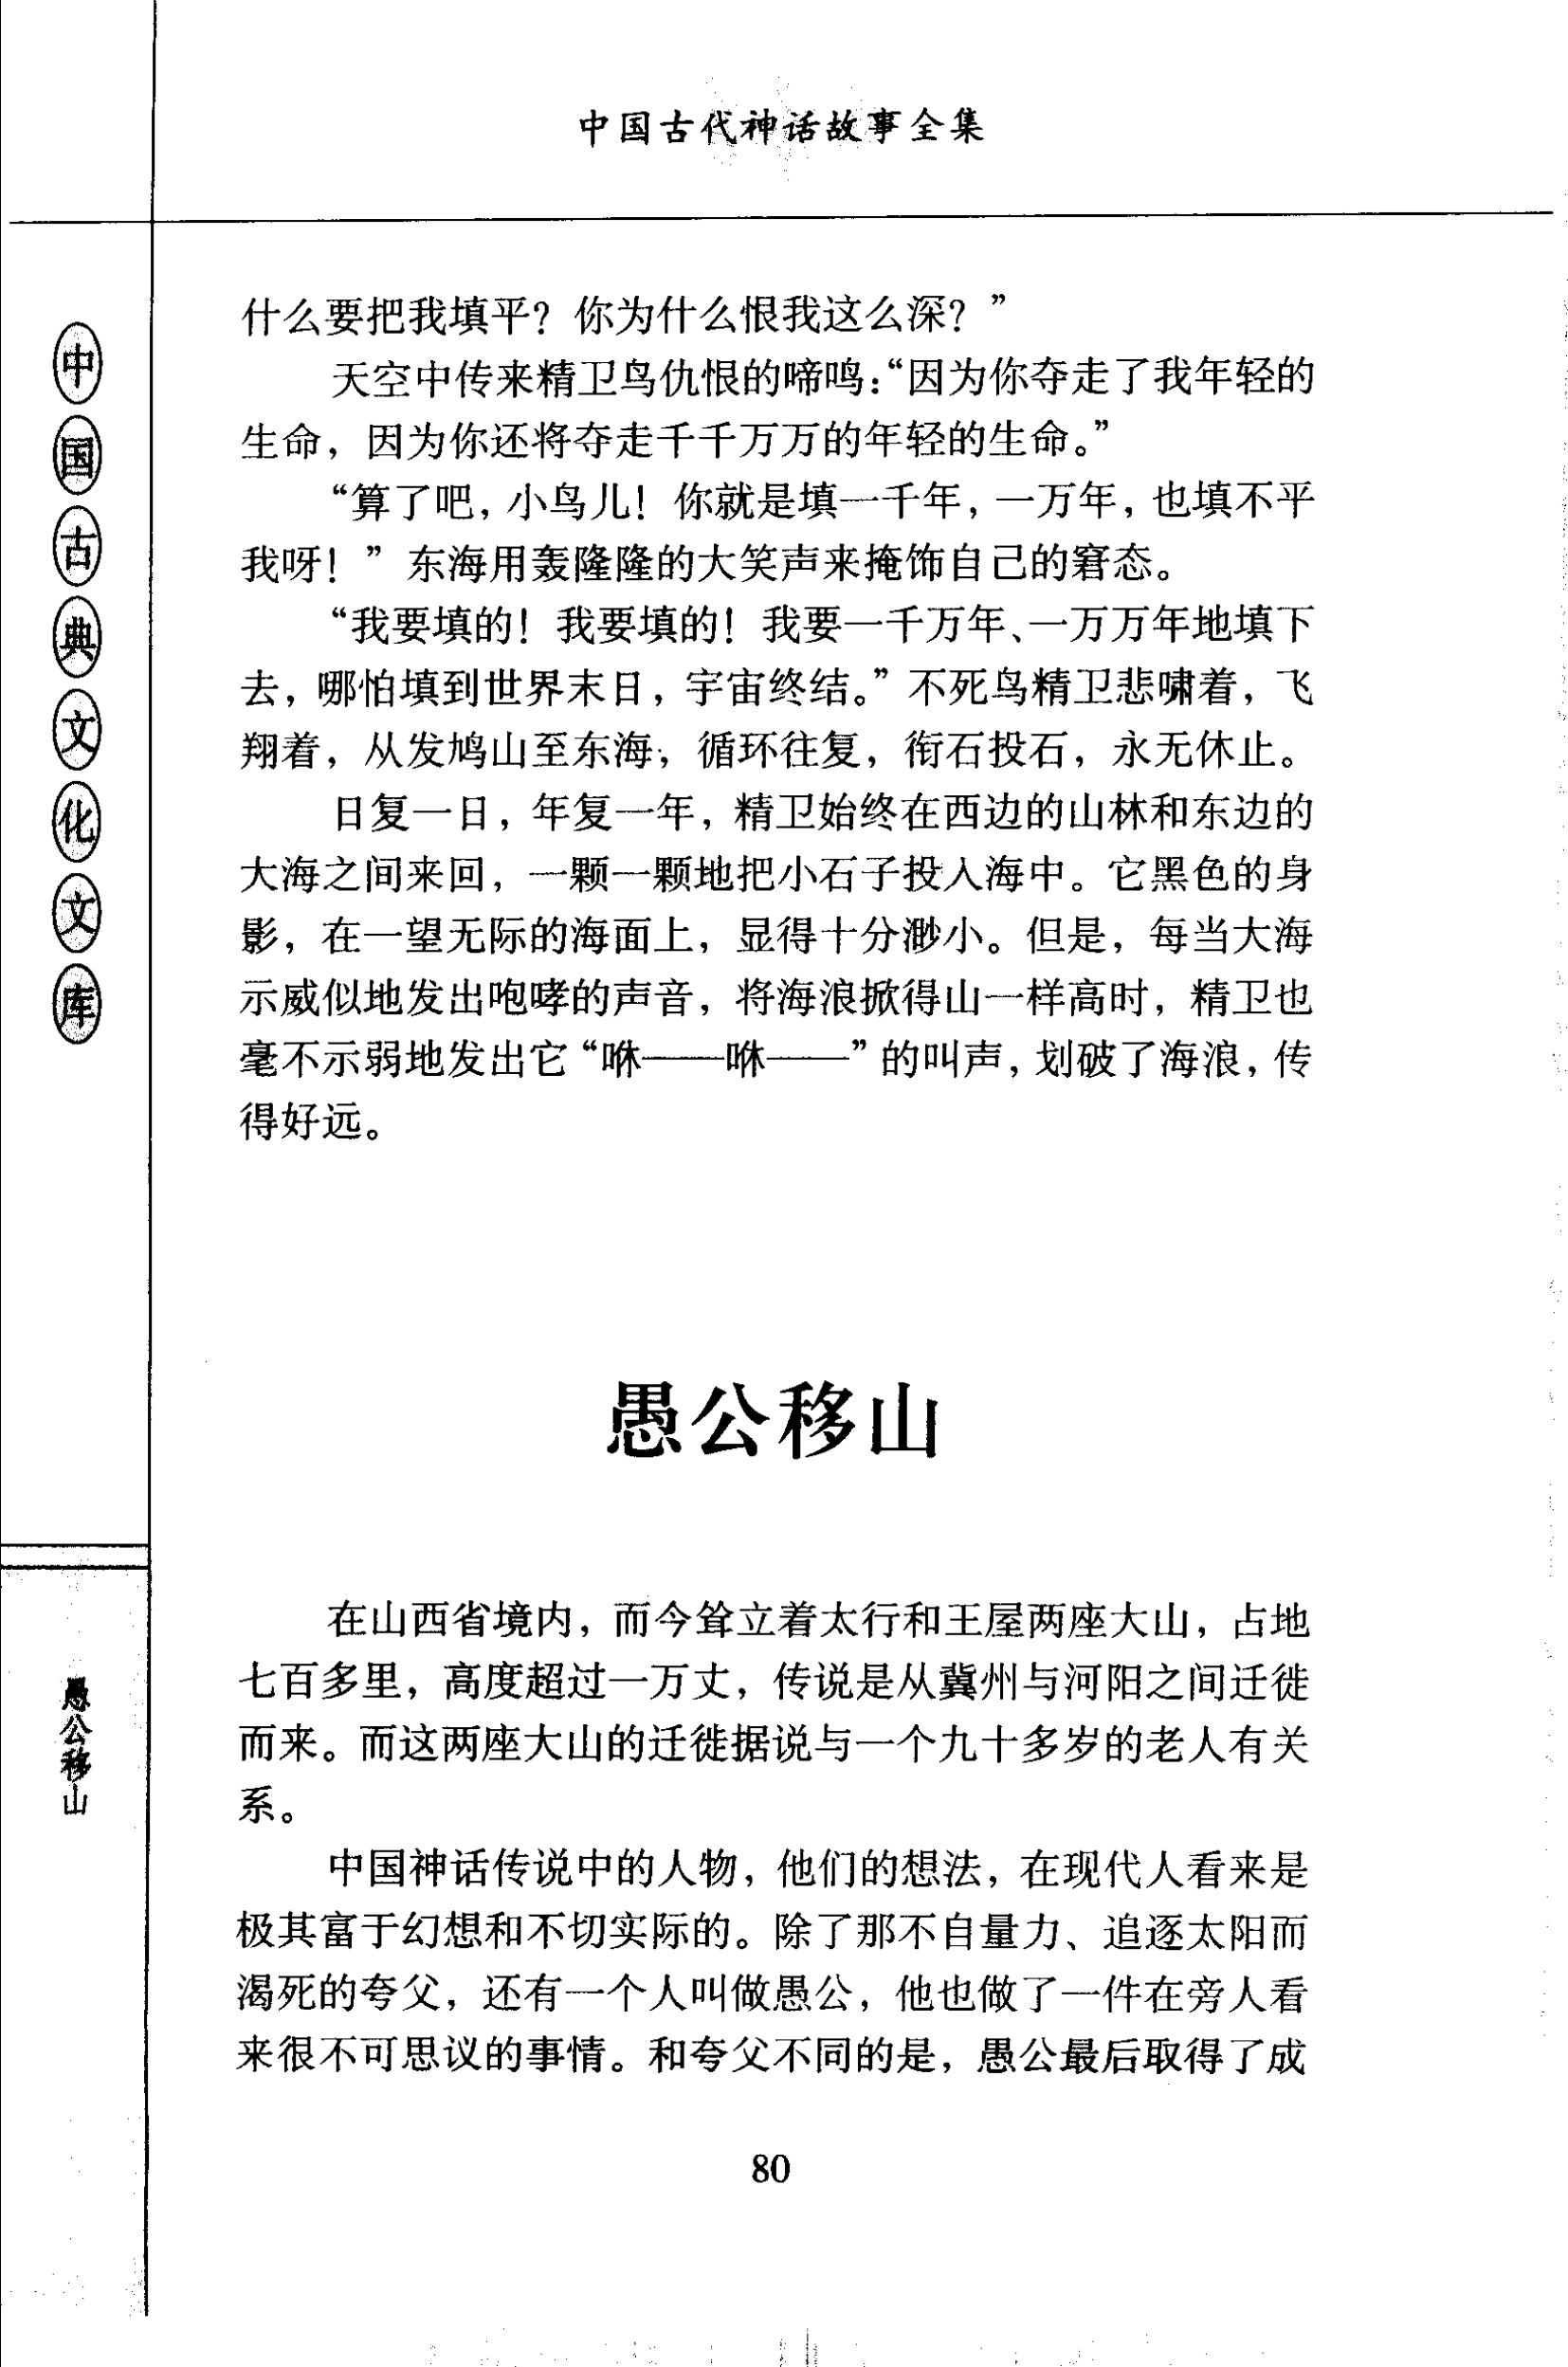 中国古代神话故事全集
中国古典文化文库
愚公移山
什么要把我填平？你为什么恨我这么深？”
天空中传来精卫鸟仇恨的啼鸣：“因为你夺走了我年轻的
生命，因为你还将夺走千千万万的年轻的生命。”
“算了吧，小鸟儿！你就是填一千年，一万年，也填不平
我呀！”东海用轰隆隆的大笑声来掩饰自己的窘态。
“我要填的！我要填的！我要一千万年、一万万年地填下
去，哪怕填到世界末日，宇宙终结。”不死鸟精卫悲啸着，飞
翔着，从发鸠山至东海，循环往复，衔石投石，永无休止。
日复一日，年复一年，精卫始终在西边的山林和东边的
大海之间来回，一颗一颗地把小石子投入海中。它黑色的身
影，在一望无际的海面上，显得十分渺小。但是，每当大海
示威似地发出咆哮的声音，将海浪掀得山一样高时，精卫也
毫不示弱地发出它“咻——咻——”的叫声，划破了海浪，传
得好远。
愚公移山
在山西省境内，而今耸立着太行和王屋两座大山，占地
七百多里，高度超过一万丈，传说是从冀州与河阳之间迁徙
而来。而这两座大山的迁徙据说与一个九十多岁的老人有关
系。
中国神话传说中的人物，他们的想法，在现代人看来是
极其富于幻想和不切实际的。除了那不自量力、追逐太阳而
渴死的夸父，还有一个人叫做愚公，他也做了一件在旁人看
来很不可思议的事情。和夸父不同的是，愚公最后取得了成
80